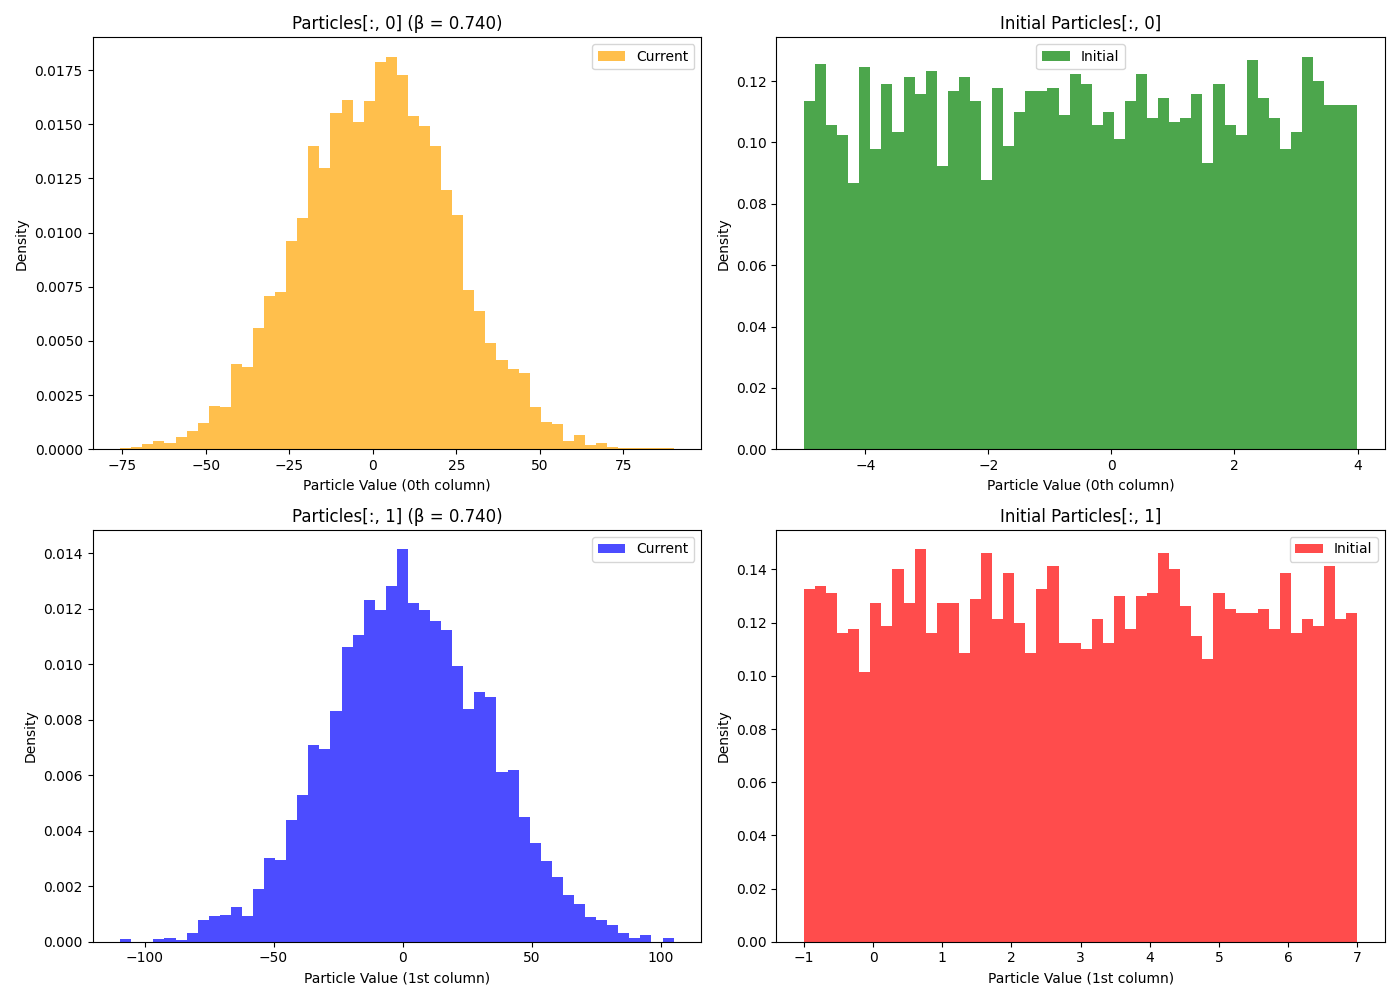 Particles[:, 0] (β = 0.740)
Current
0.0175
0.0150
0.0125
0.0100
0.0075
0.0050
0.0025
0.0000
Density
−75 −50 −25 0 25 50 75
Particle Value (0th column)
Initial Particles[:, 0]
Initial
0.12
0.10
0.08
0.06
0.04
0.02
0.00
Density
−4 −2 0 2 4
Particle Value (0th column)
Particles[:, 1] (β = 0.740)
Current
0.014
0.012
0.010
0.008
0.006
0.004
0.002
0.000
Density
−100 −50 0 50 100
Particle Value (1st column)
Initial Particles[:, 1]
Initial
0.14
0.12
0.10
0.08
0.06
0.04
0.02
0.00
Density
−1 0 1 2 3 4 5 6 7
Particle Value (1st column)